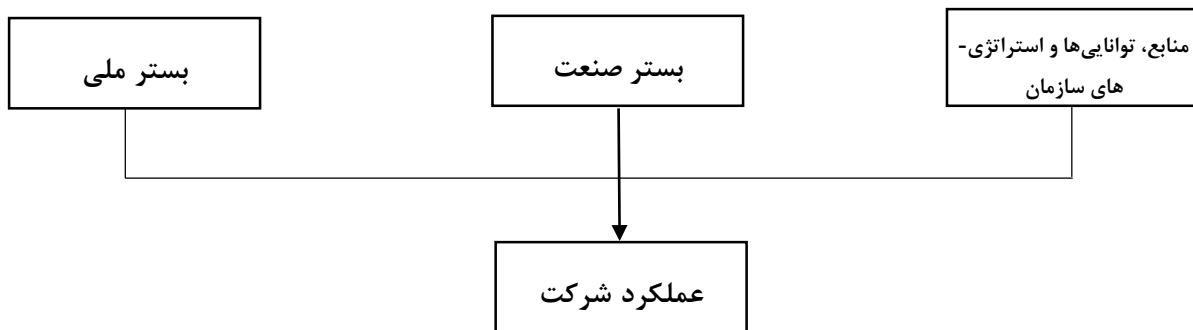 منابع، توانایی‌ها و استراتژی-
های سازمان
بستر صنعت
بستر ملی
عملکرد شرکت